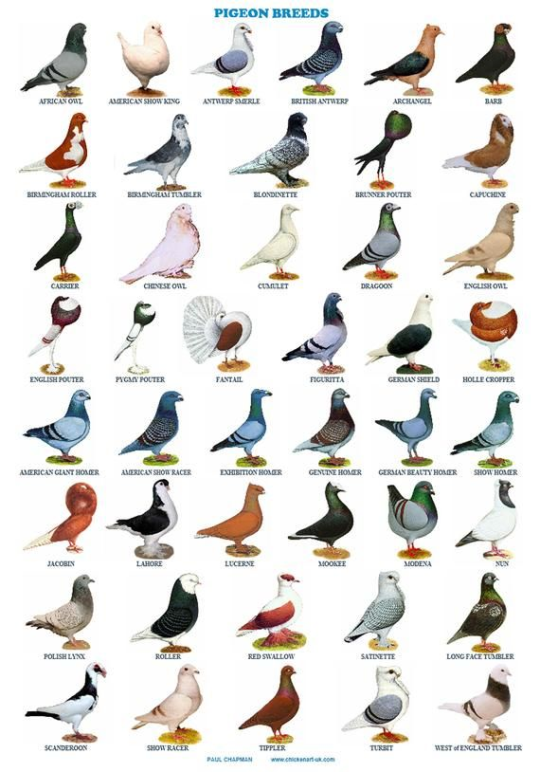 PIGEON BREEDS
AFRICAN OWL AMERICAN SHOW KING ANTWERP SMERLE BRITISH ANTWERP ARCHANGEL BARB
BIRMINGHAM ROLLER BIRMINGHAM TUMBLER BLONDINETTE BRUNNER POUTER CAPUCHINE
CARRIER CHINESE OWL CUMULET DRAGOON ENGLISH OWL
ENGLISH POUTER PYGMY POUTER FANTAIL FIGURITTA GERMAN SHIELD HOLLE CROPPER
AMERICAN GIANT HOMER AMERICAN SHOW RACER EXHIBITION HOMER GENUINE HOMER GERMAN BEAUTY HOMER SHOW HOMER
JACOBIN LAHORE LUCERNE MOOKEE MODENA NUN
POLISH LYNX ROLLER RED SWALLOW SATINETTE LONG FACE TUMBLER
SCANDEROON SHOW RACER TIPPLER TURBIT WEST of ENGLAND TUMBLER
PAUL CHAPMAN www.chickenart-uk.com